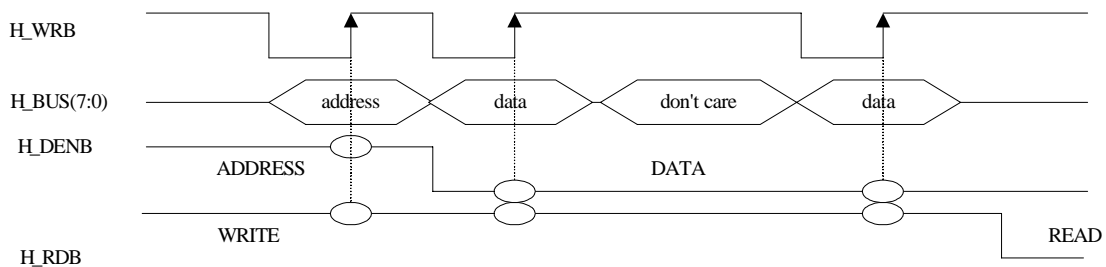 H_WRB
H_BUS(7:0) address data don't care data
H_DENB
ADDRESS DATA
WRITE READ
H_RDB